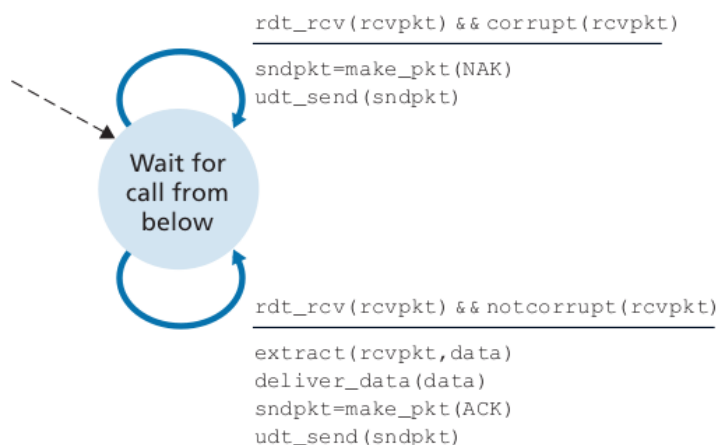 rdt_rcv(rcvpkt) && corrupt(rcvpkt)
sndpkt=make_pkt(NAK)
udt_send(sndpkt)
Wait for
call from
below
rdt_rcv(rcvpkt) && notcorrupt(rcvpkt)
extract(rcvpkt,data)
deliver_data(data)
sndpkt=make_pkt(ACK)
udt_send(sndpkt)